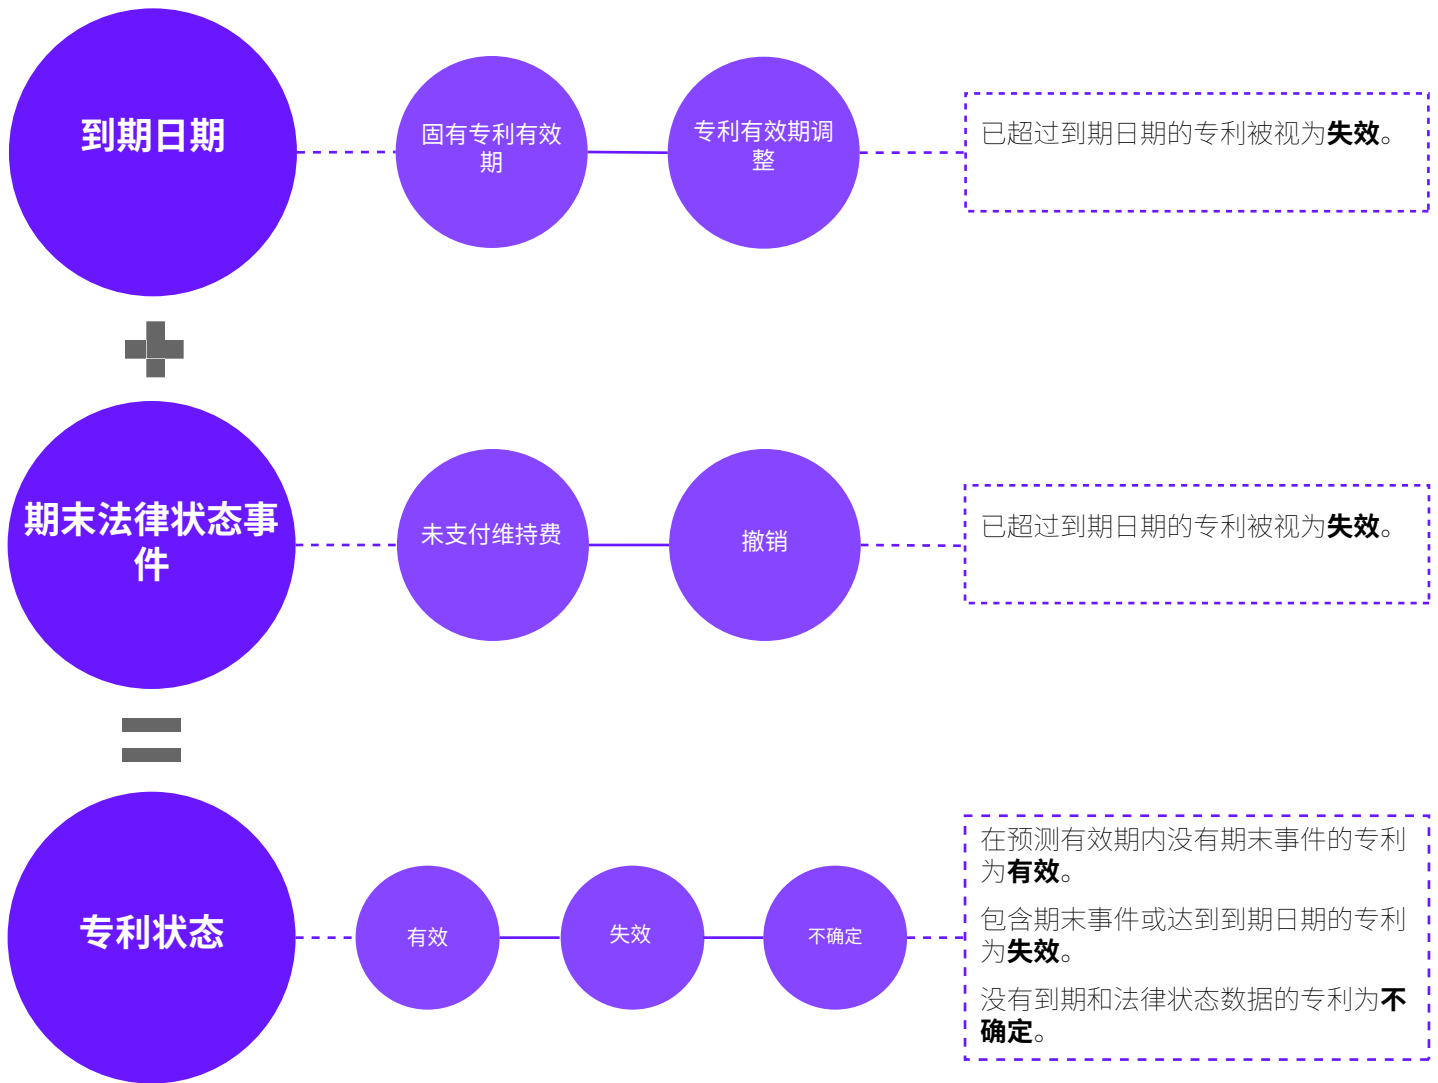 到期日期
固有专利有效
期
专利有效期调
整
已超过到期日期的专利被视为失效。
期末法律状态事
件
未支付维持费
撤销
已超过到期日期的专利被视为失效。
专利状态
有效
失效
不确定
在预测有效期内没有期末事件的专利
为有效。
包含期末事件或达到到期日期的专利
为失效。
没有到期和法律状态数据的专利为不
确定。